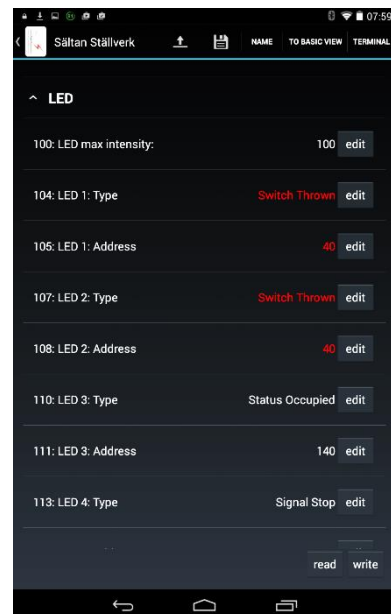 07:59
Sältan Ställverk NAME TO BASIC VIEW TERMINAL
LED
100: LED max intensity: 100 edit
104: LED 1: Type Switch Thrown edit
105: LED 1: Address 40 edit
107: LED 2: Type Switch Thrown edit
108: LED 2: Address 40 edit
110: LED 3: Type Status Occupied edit
111: LED 3: Address 140 edit
113: LED 4: Type Signal Stop edit
read write